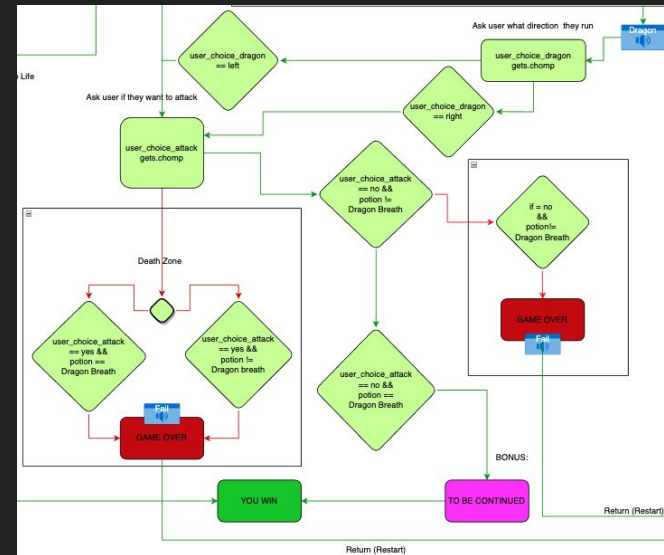 Ask user what direction they run
Dragon
user_choice_dragon
== left
user_choice_dragon
gets.chomp
e Life
Ask user if they want to attack
user_choice_dragon
== right
user_choice_attack
gets.chomp
user_choice_attack
== no &&
potion !=
Dragon Breath
if = no
&&
potion!=
Dragon Breath
Death Zone
GAME OVER
Fail
user_choice_attack
== yes &&
potion ==
Dragon Breath
user_choice_attack
== yes &&
potion !=
Dragon breath
user_choice_attack
== no &&
potion ==
Dragon Breath
Fail
GAME OVER
BONUS:
YOU WIN
TO BE CONTINUED
Return (Restart)
Return (Restart)